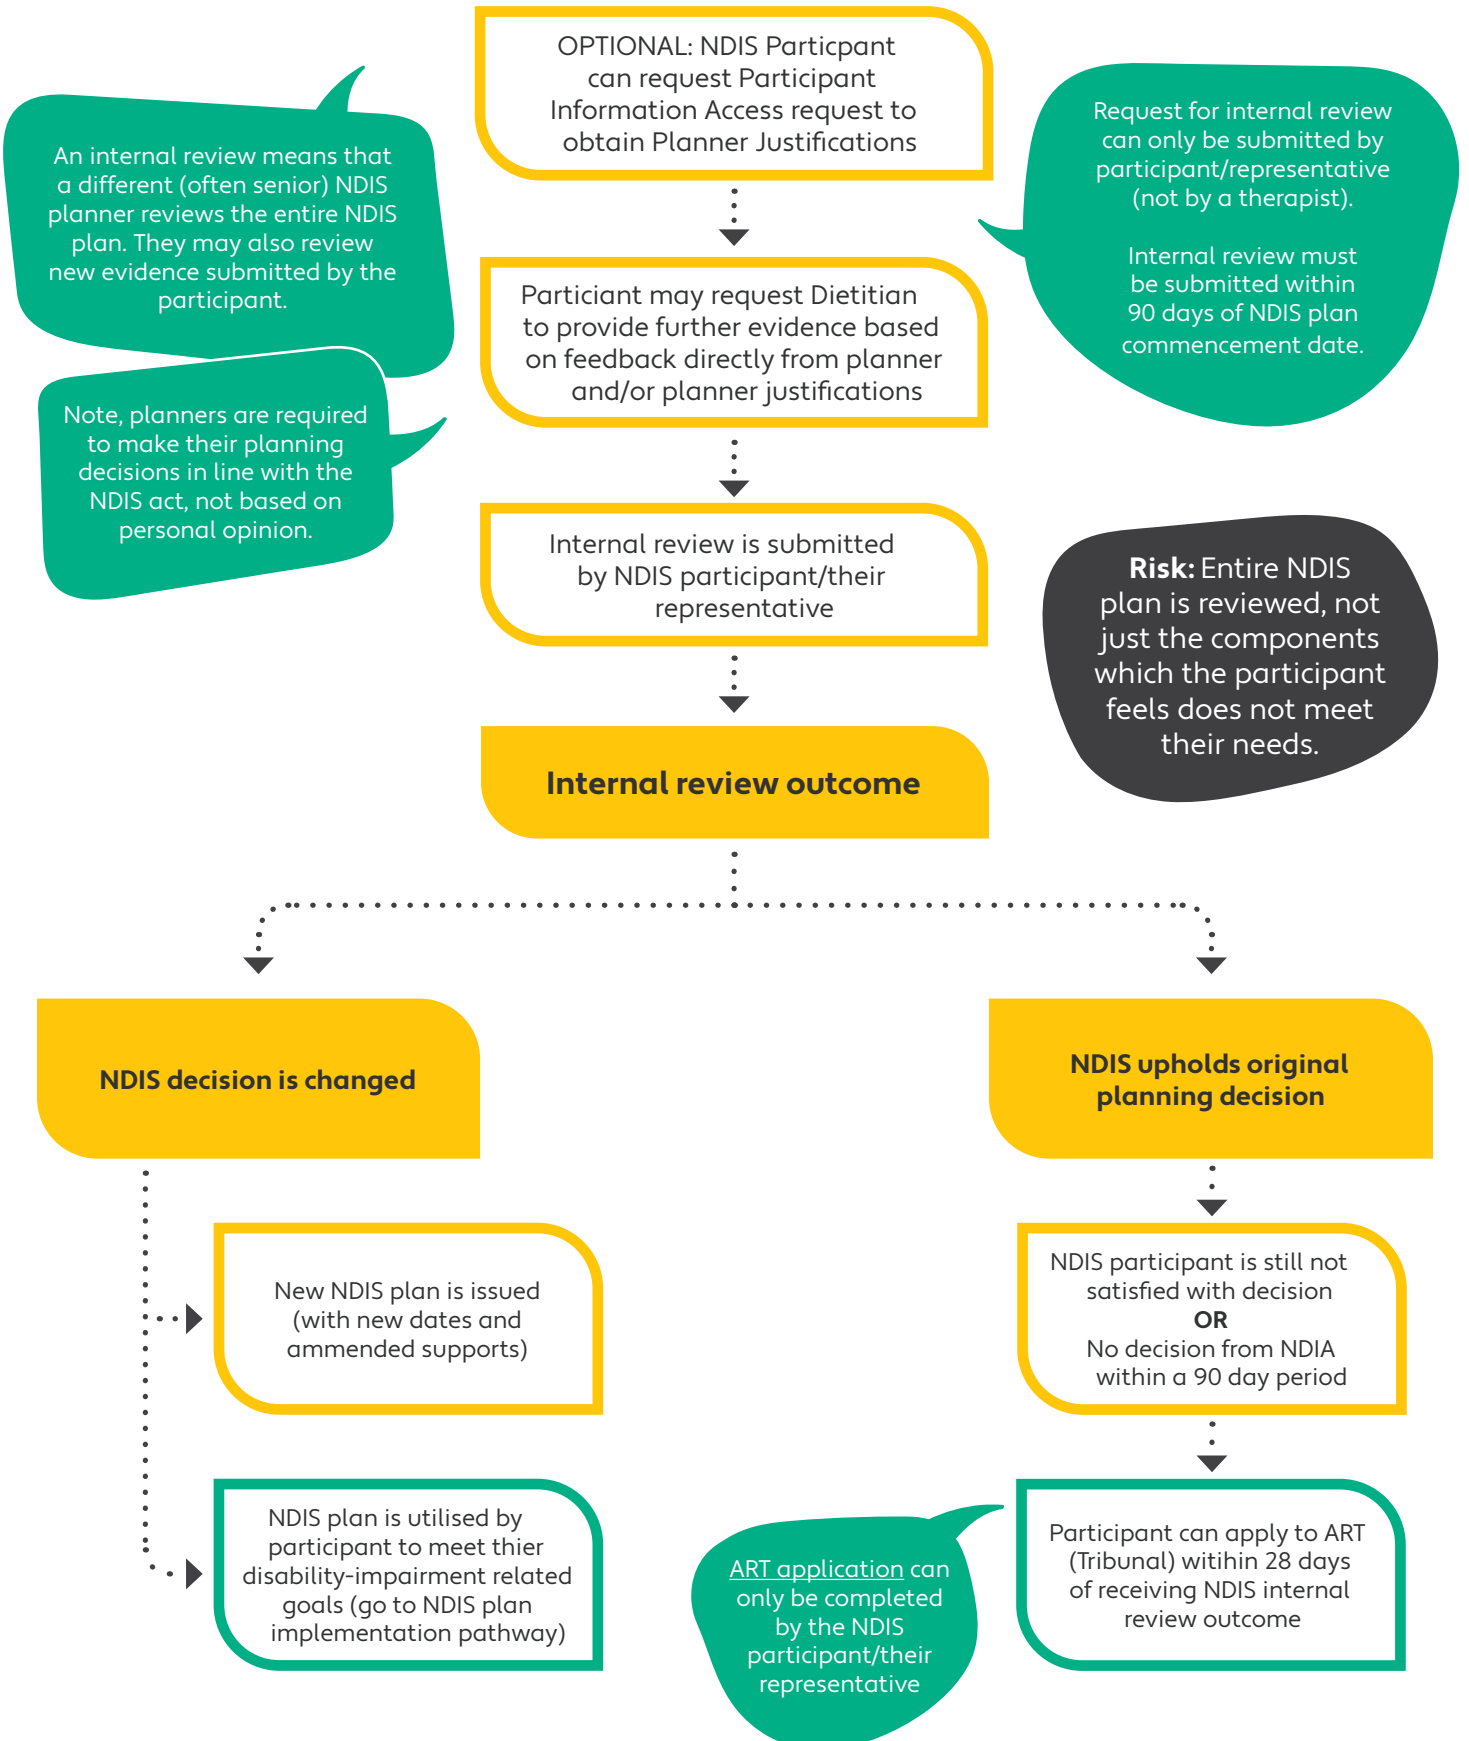 OPTIONAL: NDIS Particpant
can request Participant
Information Access request to
obtain Planner Justifications
An internal review means that
a different (often senior) NDIS
planner reviews the entire NDIS
plan. They may also review
new evidence submitted by the
participant.
Request for internal review
can only be submitted by
participant/representative
(not by a therapist).
Internal review must
be submitted within
90 days of NDIS plan
commencement date.
Particiant may request Dietitian
to provide further evidence based
on feedback directly from planner
and/or planner justifications
Note, planners are required
to make their planning
decisions in line with the
NDIS act, not based on
personal opinion.
Internal review is submitted
by NDIS participant/their
representative
Risk: Entire NDIS
plan is reviewed, not
just the components
which the participant
feels does not meet
their needs.
Internal review outcome
NDIS decision is changed
NDIS upholds original
planning decision
New NDIS plan is issued
(with new dates and
ammended supports)
NDIS participant is still not
satisfied with decision
OR
No decision from NDIA
within a 90 day period
NDIS plan is utilised by
participant to meet thier
disability-impairment related
goals (go to NDIS plan
implementation pathway)
ART application can
only be completed
by the NDIS
participant/their
representative
Participant can apply to ART
(Tribunal) witihin 28 days
of receiving NDIS internal
review outcome